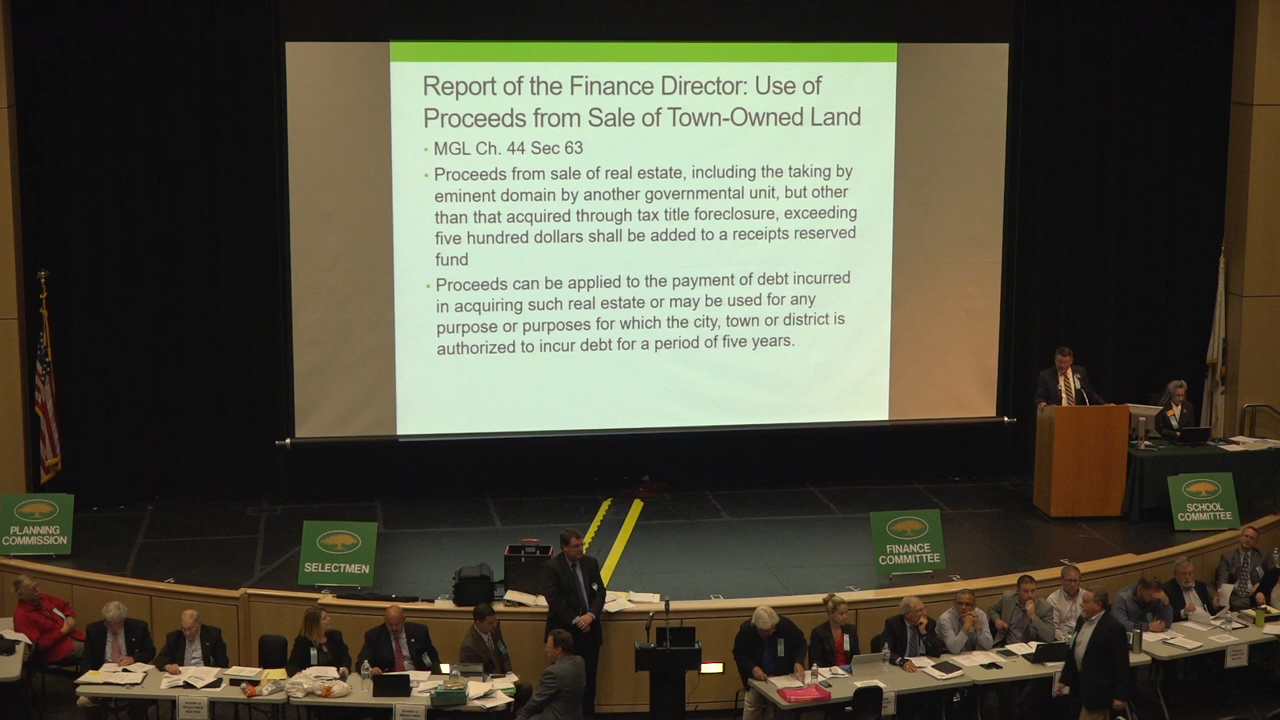 Report of the Finance Director: Use of
Proceeds from Sale of Town-Owned Land
• MGL Ch. 44 Sec 63
• Proceeds from sale of real estate, including the taking by
eminent domain by another governmental unit, but other
than that acquired through tax title foreclosure, exceeding
five hundred dollars shall be added to a receipts reserved
fund
• Proceeds can be applied to the payment of debt incurred
in acquiring such real estate or may be used for any
purpose or purposes for which the city, town or district is
authorized to incur debt for a period of five years.
PLANNING
COMMISSION
SELECTMEN
FINANCE
COMMITTEE
SCHOOL
COMMITTEE